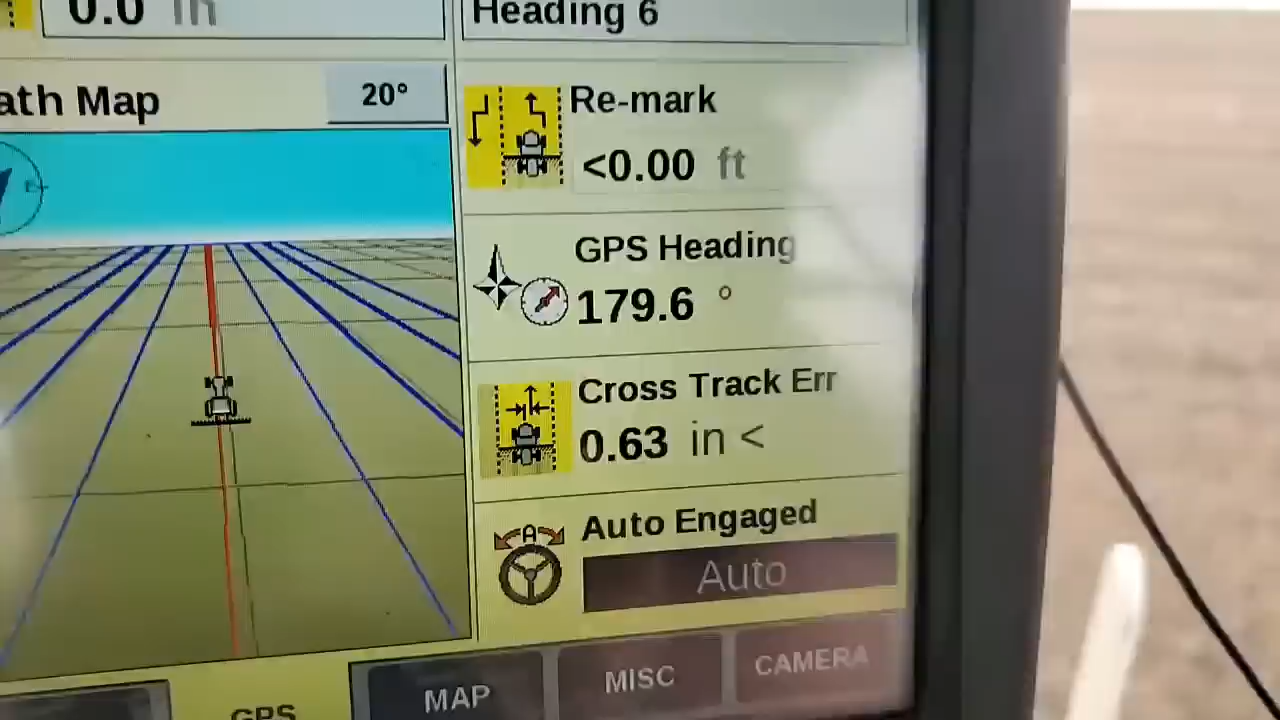 0.0 in
Heading 6
ath Map
20°
Re-mark
<0.00 ft
GPS Heading
179.6 °
Cross Track Err
0.63 in <
A
Auto Engaged
Auto
GPS
MAP
MISC
CAMERA